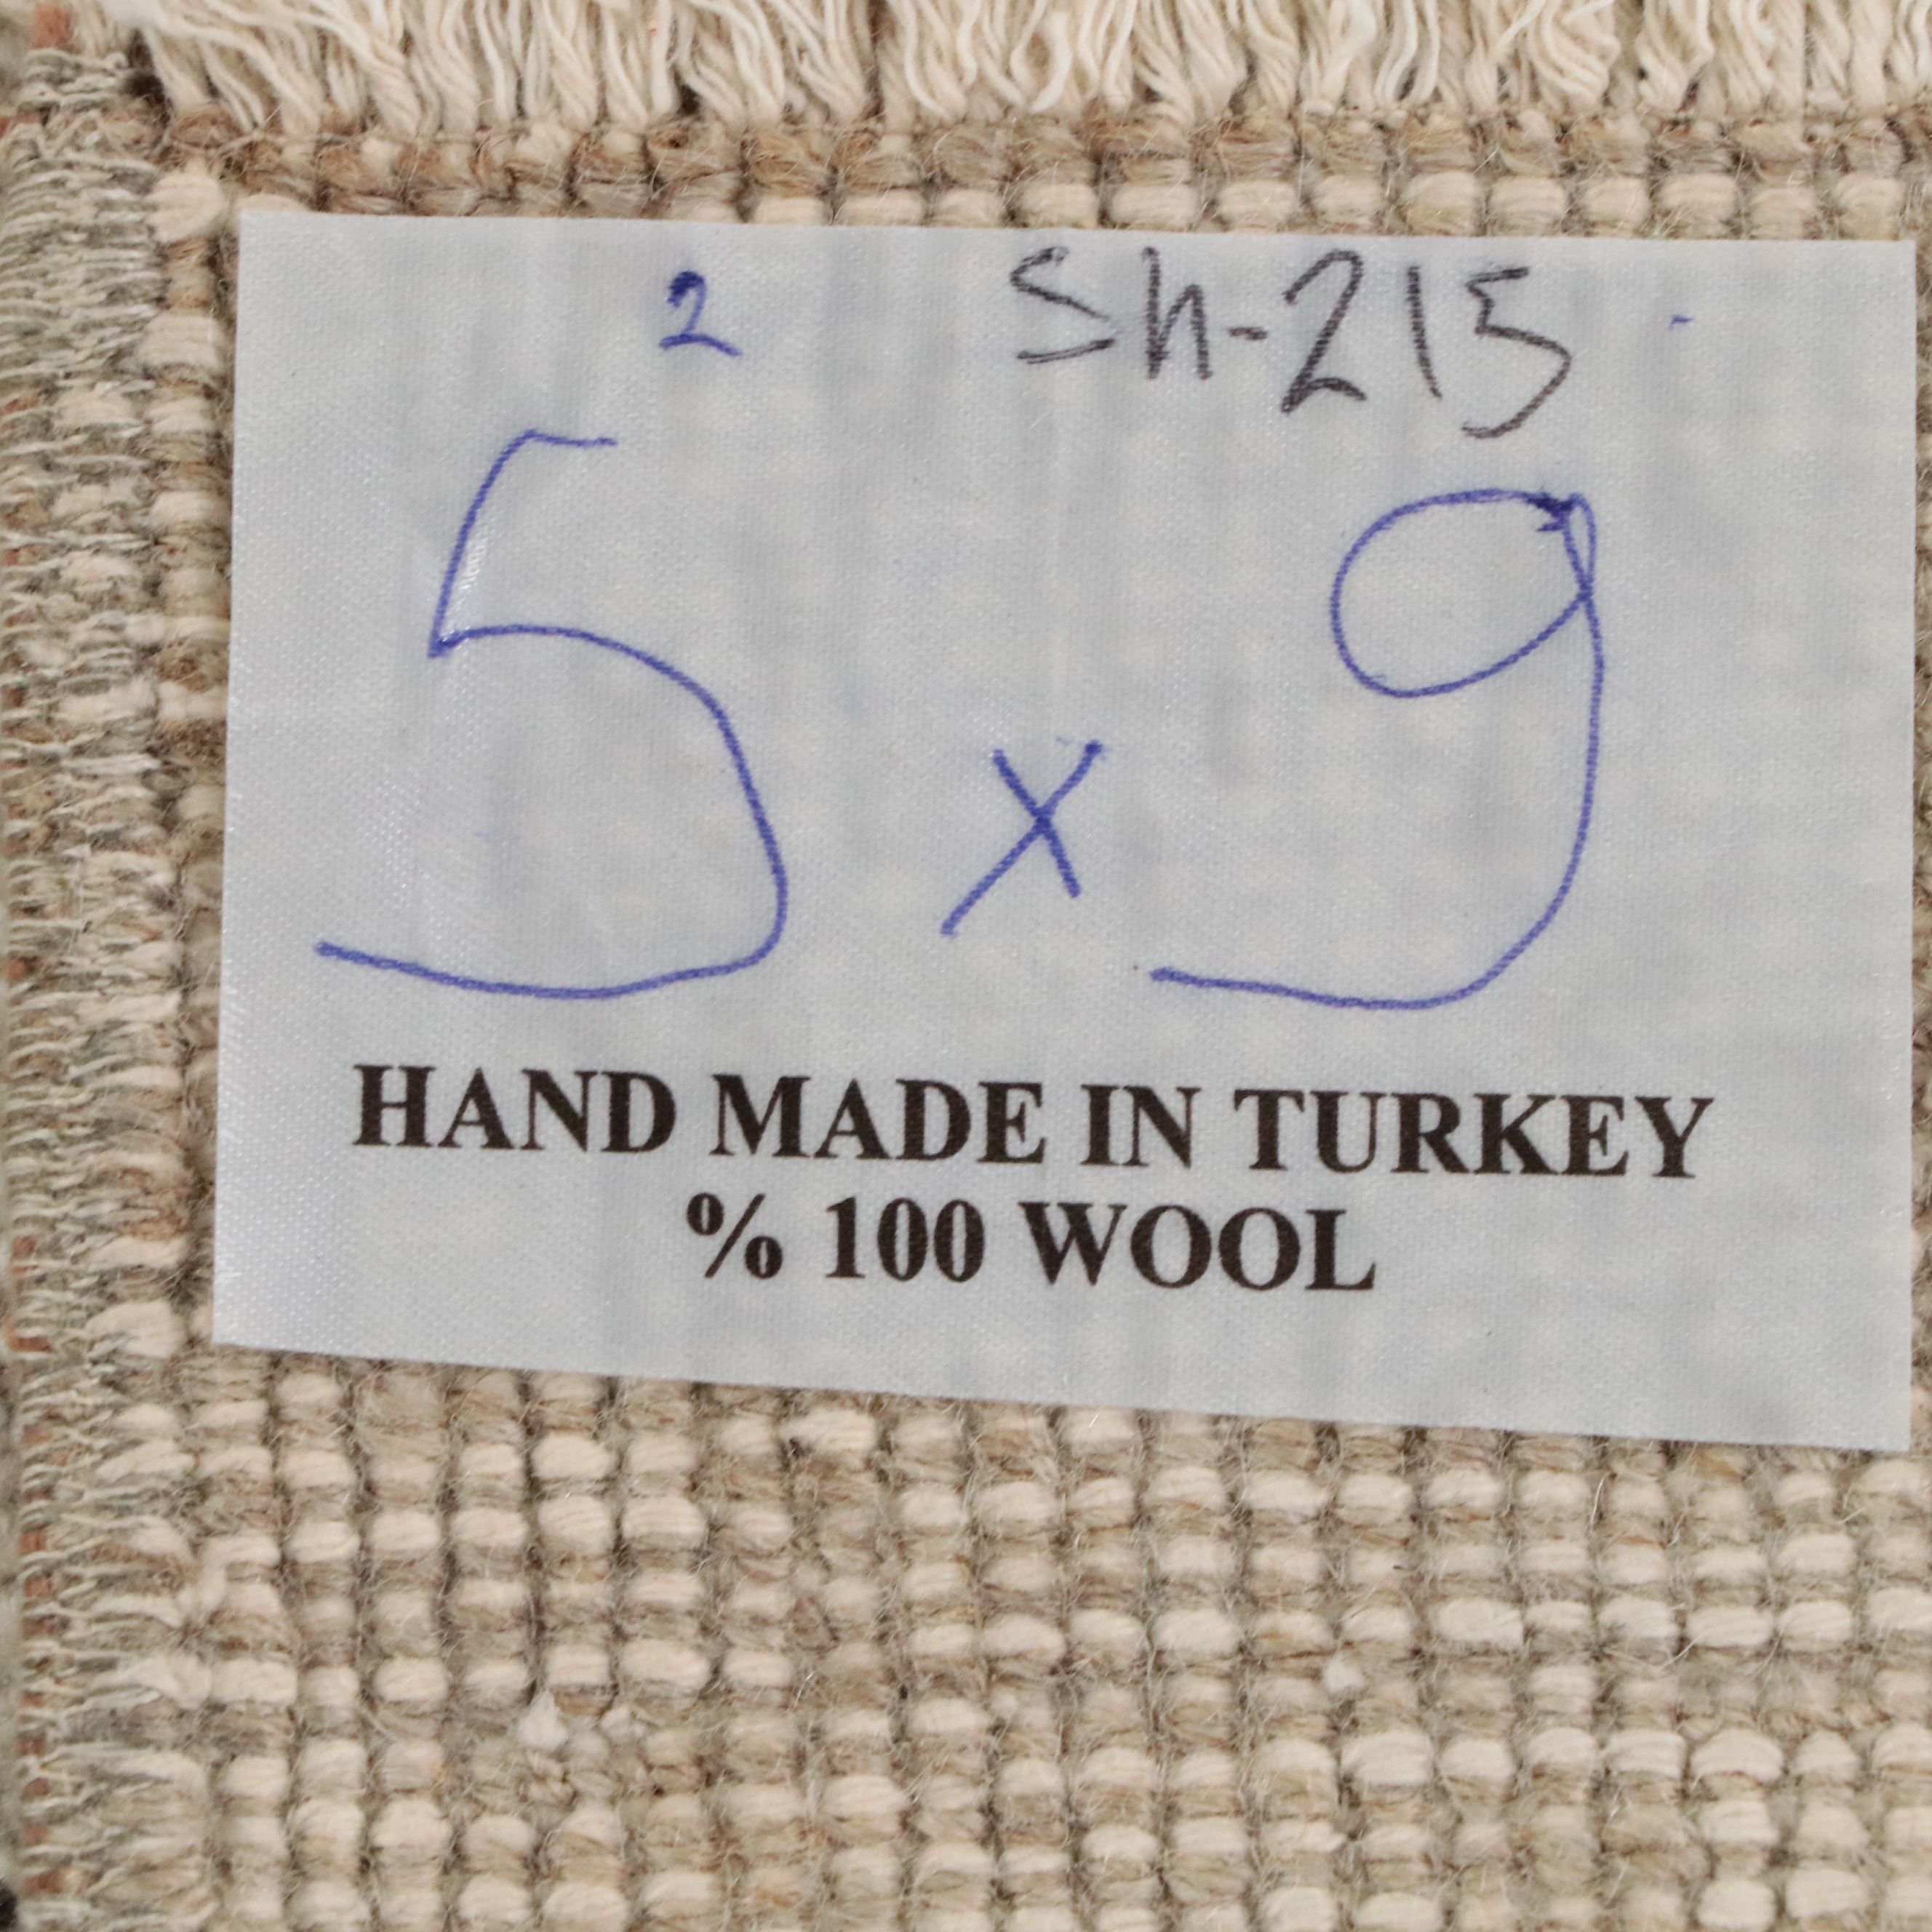 2 Sh-215
5 x 9
HAND MADE IN TURKEY
% 100 WOOL